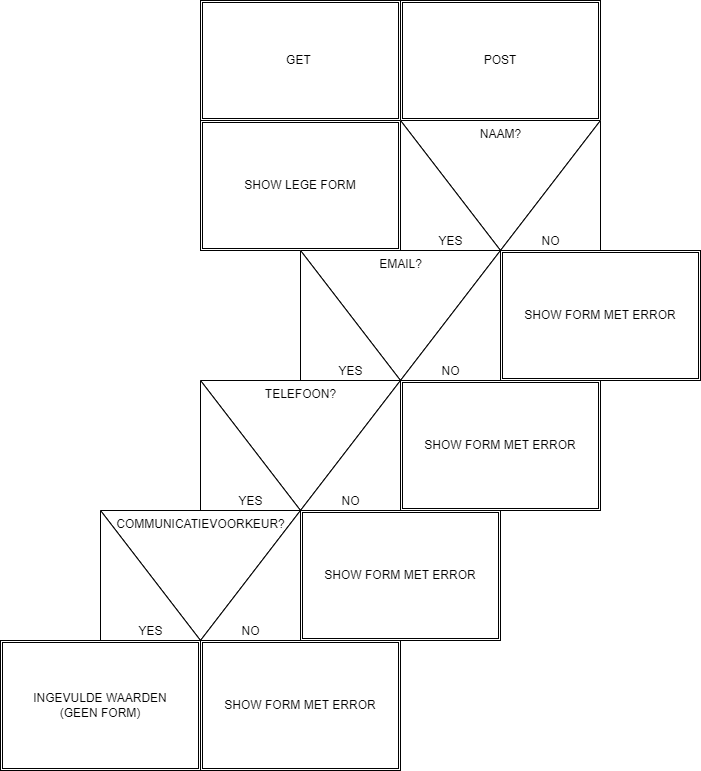 GET
POST
SHOW LEGE FORM
NAAM?
YES
NO
EMAIL?
YES
NO
SHOW FORM MET ERROR
TELEFOON?
YES
NO
SHOW FORM MET ERROR
COMMUNICATIEVOORKEUR?
YES
NO
SHOW FORM MET ERROR
INGEVULDE WAARDEN
(GEEN FORM)
SHOW FORM MET ERROR